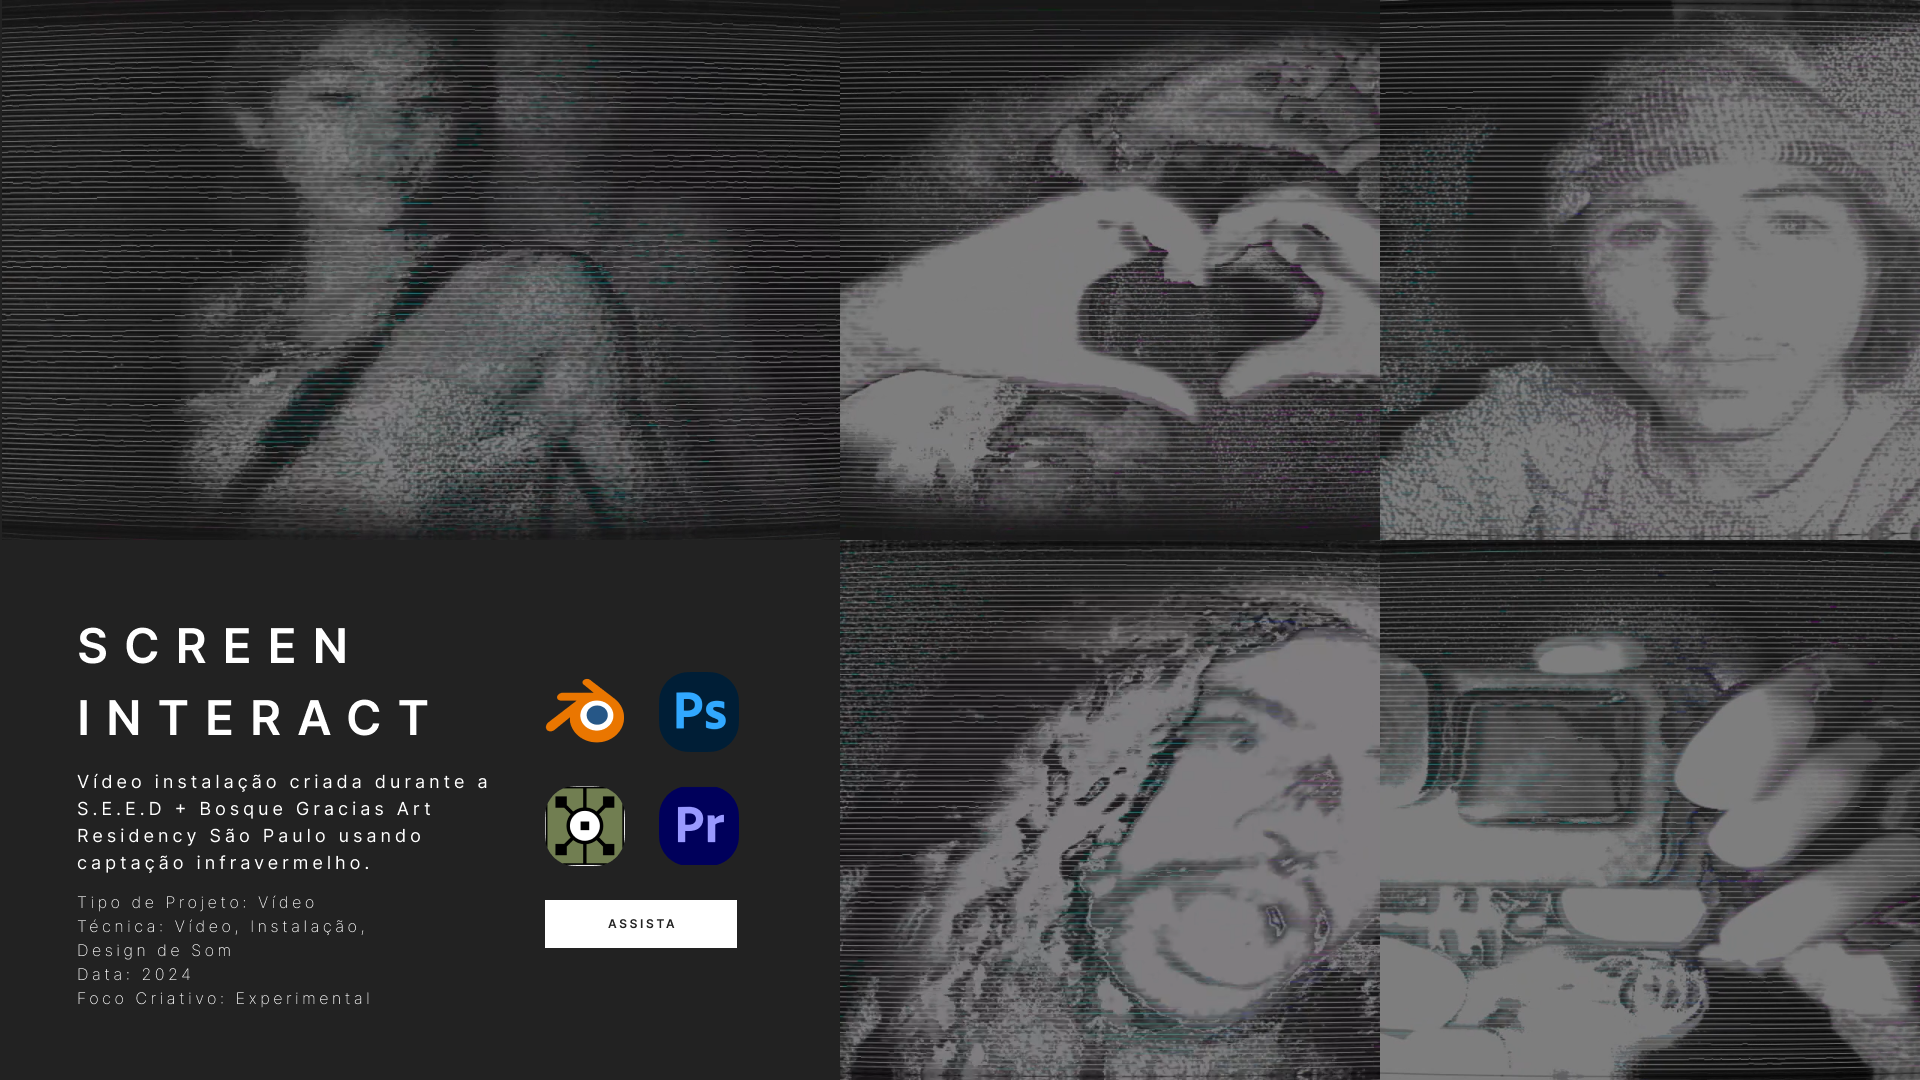 SCREEN
INTERACT
Vídeo instalação criada durante a
S.E.E.D + Bosque Gracias Art
Residency São Paulo usando
captação infravermelho.
Tipo de Projeto: Vídeo
Técnica: Vídeo, Instalação,
Design de Som
Data: 2024
Foco Criativo: Experimental
Ps
Pr
ASSISTA